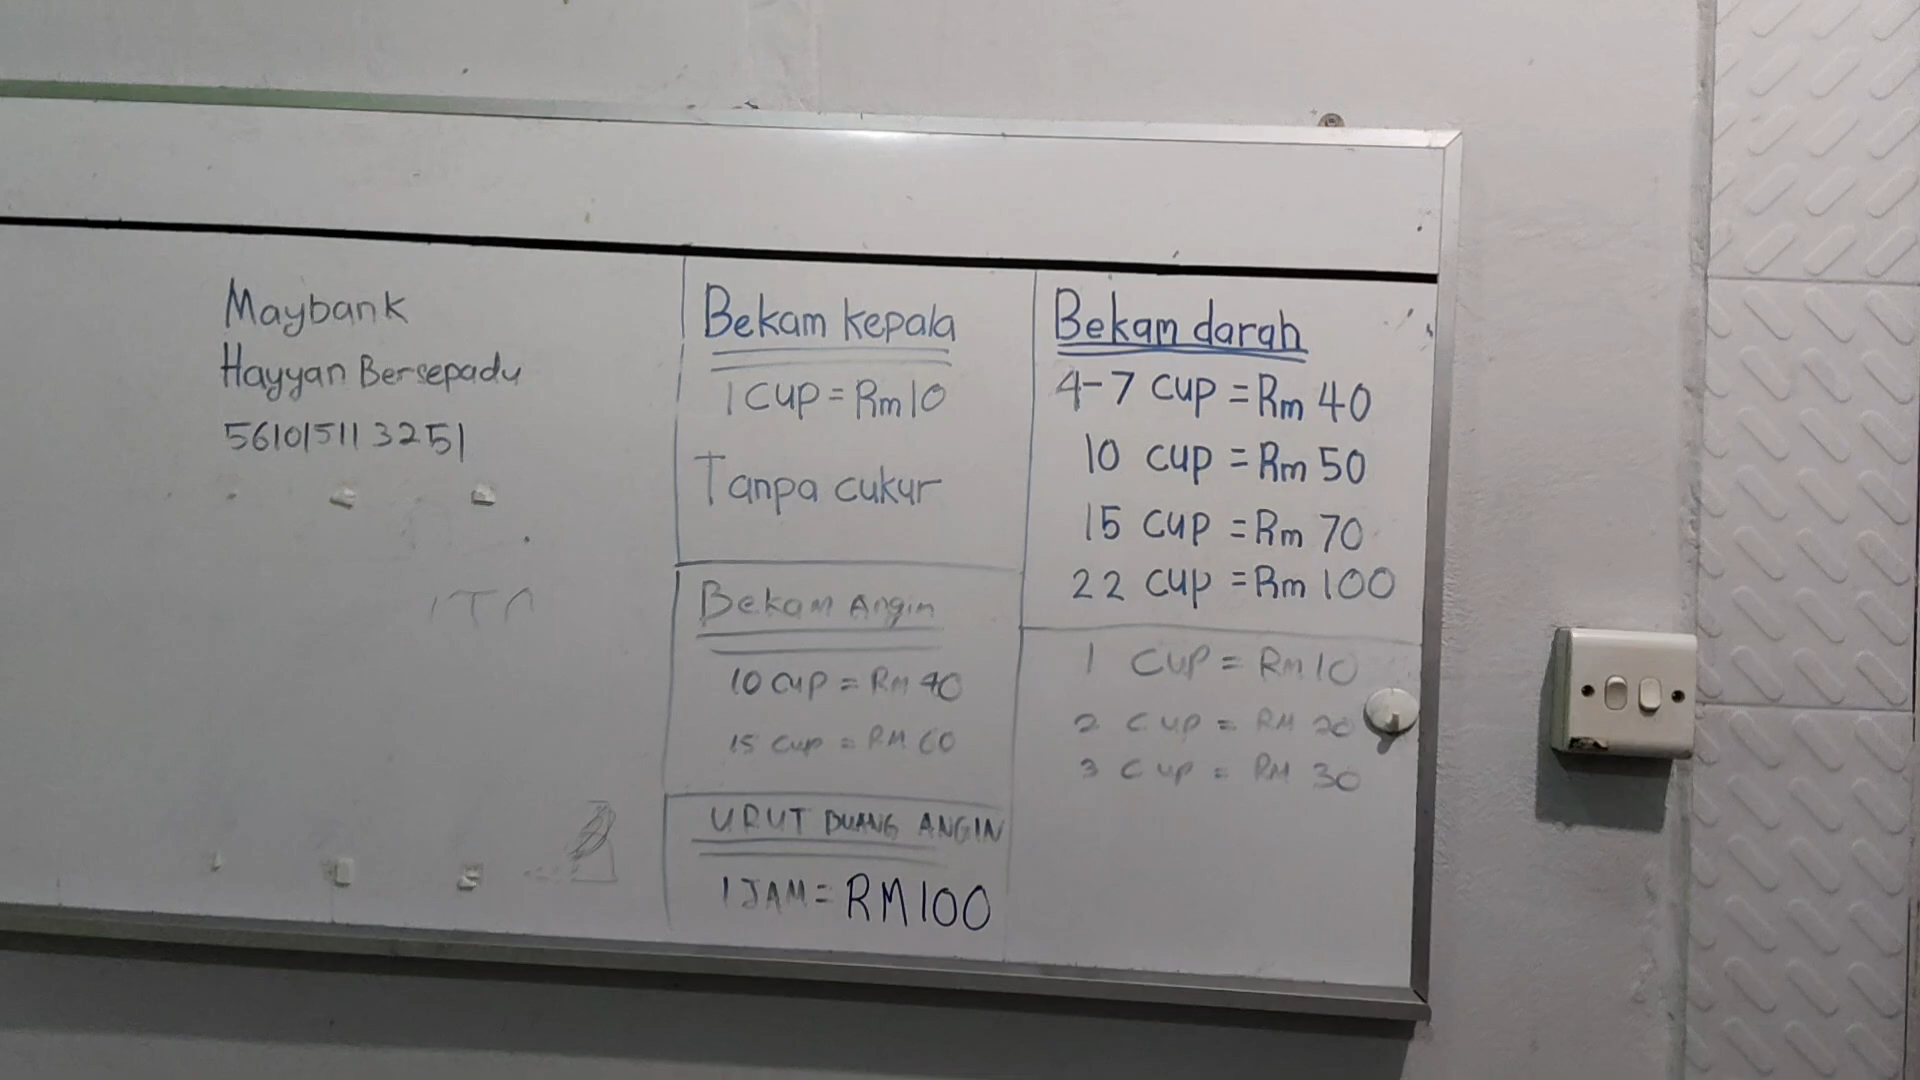 Maybank
Hayyan Bersepadu
561015113251
Bekam kepala
1 CUP = Rm 10
Tanpa cukur
Bekam Angin
10 cup = RM 40
15 cup = RM 60
URUT BUANG ANGIN
1 JAM = RM100
Bekam darah
4-7 cup = Rm 40
10 cup = Rm 50
15 cup = Rm 70
22 cup = Rm 100
1 CUP = Rm 10
2 CUP = RM 20
3 CUP = RM 30